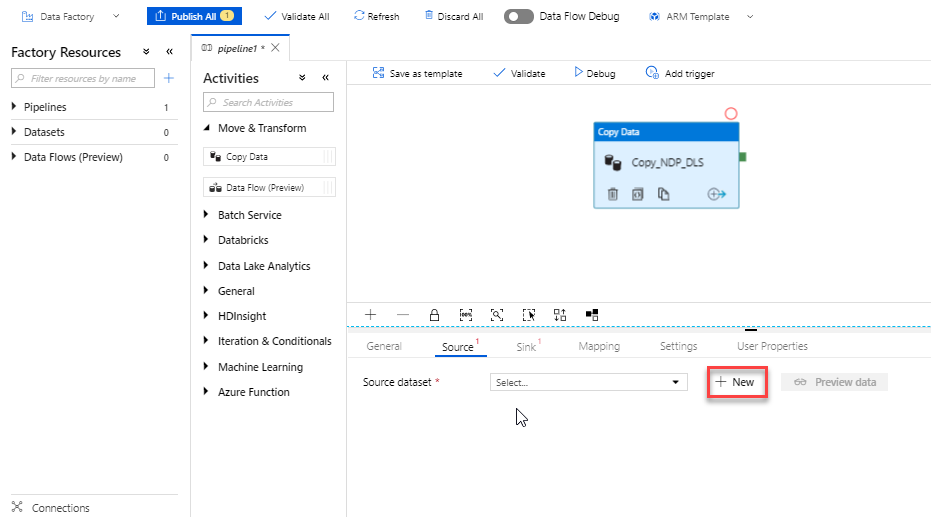 Data Factory
Publish All 1
Validate All
Refresh
Discard All
Data Flow Debug
ARM Template
Factory Resources
Filter resources by name
Pipelines 1
Datasets 0
Data Flows (Preview) 0
Connections
pipeline1 *
Activities
Search Activities
Move & Transform
Copy Data
Data Flow (Preview)
Batch Service
Databricks
Data Lake Analytics
General
HDInsight
Iteration & Conditionals
Machine Learning
Azure Function
Save as template
Validate
Debug
Add trigger
Copy Data
Copy_NDP_DLS
100%
General
Source 1
Sink 1
Mapping
Settings
User Properties
Source dataset *
Select...
New
Preview data